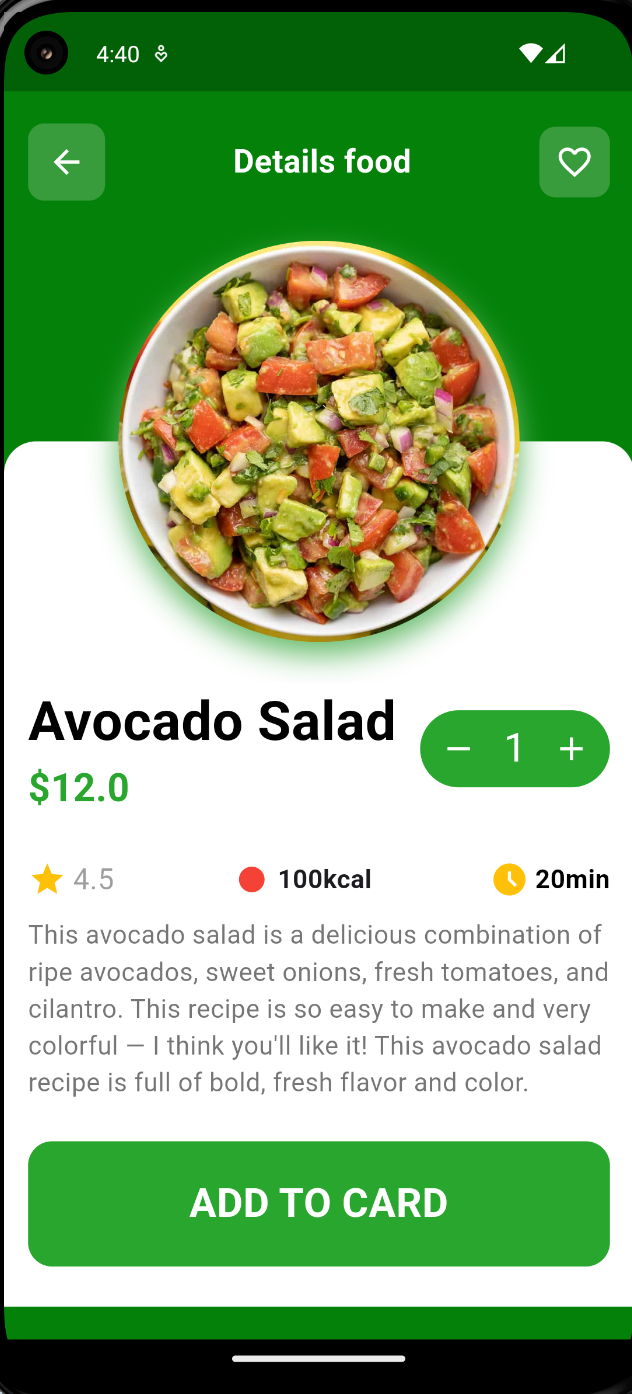 4:40
Details food
Avocado Salad
− 1 +
$12.0
4.5 100kcal 20min
This avocado salad is a delicious combination of
ripe avocados, sweet onions, fresh tomatoes, and
cilantro. This recipe is so easy to make and very
colorful — I think you'll like it! This avocado salad
recipe is full of bold, fresh flavor and color.
ADD TO CARD